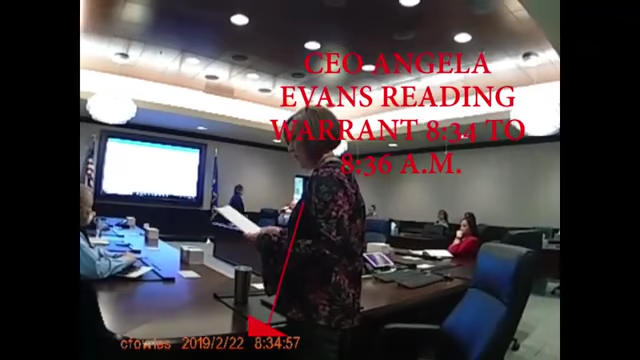 CEO ANGELA
EVANS READING
WARRANT 8:34 TO
8:36 A.M.
cfowles 2019/2/22 8:34:57